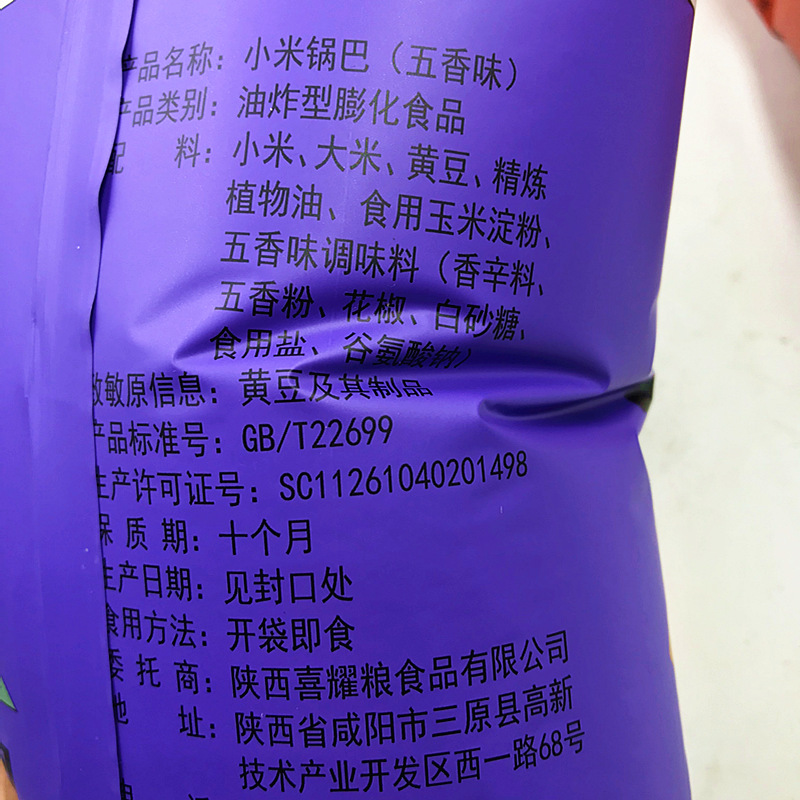 产品名称：小米锅巴（五香味）
产品类别：油炸型膨化食品
配 料：小米、大米、黄豆、精炼
植物油、食用玉米淀粉、
五香味调味料（香辛料、
五香粉、花椒、白砂糖、
食用盐、谷氨酸钠）
致敏原信息：黄豆及其制品
产品标准号：GB/T22699
生产许可证号：SC11261040201498
保 质 期：十个月
生产日期：见封口处
食用方法：开袋即食
委 托 商：陕西喜耀粮食品有限公司
地 址：陕西省咸阳市三原县高新
技术产业开发区西一路68号